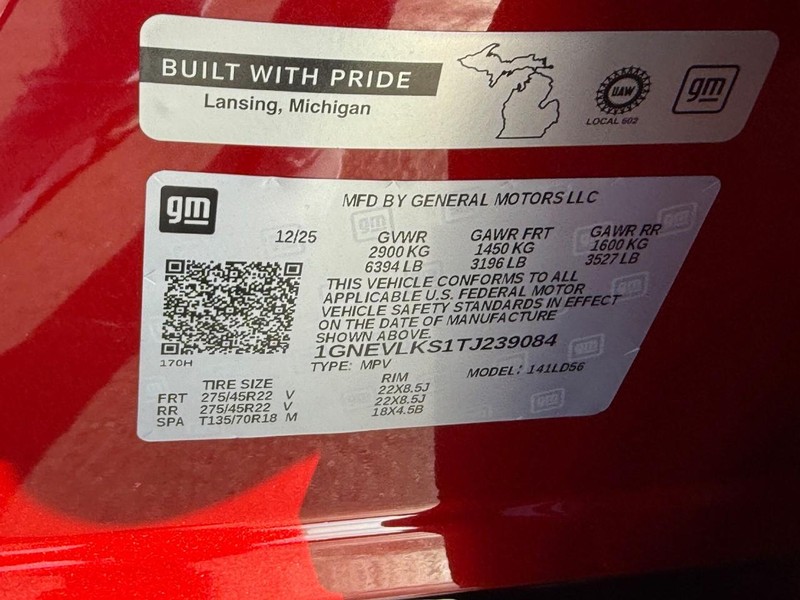 BUILT WITH PRIDE
Lansing, Michigan
UAW
LOCAL 602
gm
gm
MFD BY GENERAL MOTORS LLC
12/25 GVWR GAWR FRT GAWR RR
2900 KG 1450 KG 1600 KG
6394 LB 3196 LB 3527 LB
THIS VEHICLE CONFORMS TO ALL
APPLICABLE U.S. FEDERAL MOTOR
VEHICLE SAFETY STANDARDS IN EFFECT
ON THE DATE OF MANUFACTURE
SHOWN ABOVE.
1GNEVLKS1TJ239084
170H
TYPE: MPV MODEL: 141LD56
TIRE SIZE RIM
FRT 275/45R22 V 22X8.5J
RR 275/45R22 V 22X8.5J
SPA T135/70R18 M 18X4.5B